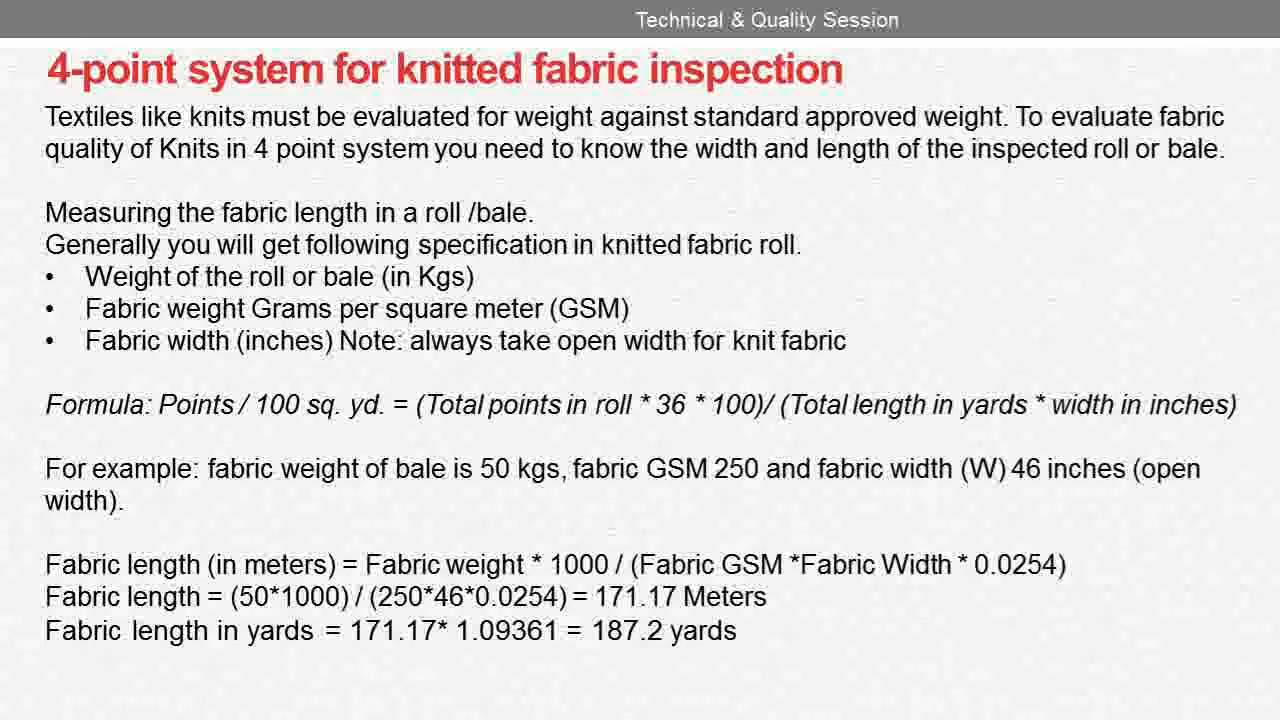 Technical & Quality Session
4-point system for knitted fabric inspection
Textiles like knits must be evaluated for weight against standard approved weight. To evaluate fabric
quality of Knits in 4 point system you need to know the width and length of the inspected roll or bale.
Measuring the fabric length in a roll /bale.
Generally you will get following specification in knitted fabric roll.
• Weight of the roll or bale (in Kgs)
• Fabric weight Grams per square meter (GSM)
• Fabric width (inches) Note: always take open width for knit fabric
Formula: Points / 100 sq. yd. = (Total points in roll * 36 * 100)/ (Total length in yards * width in inches)
For example: fabric weight of bale is 50 kgs, fabric GSM 250 and fabric width (W) 46 inches (open
width).
Fabric length (in meters) = Fabric weight * 1000 / (Fabric GSM *Fabric Width * 0.0254)
Fabric length = (50*1000) / (250*46*0.0254) = 171.17 Meters
Fabric length in yards = 171.17* 1.09361 = 187.2 yards